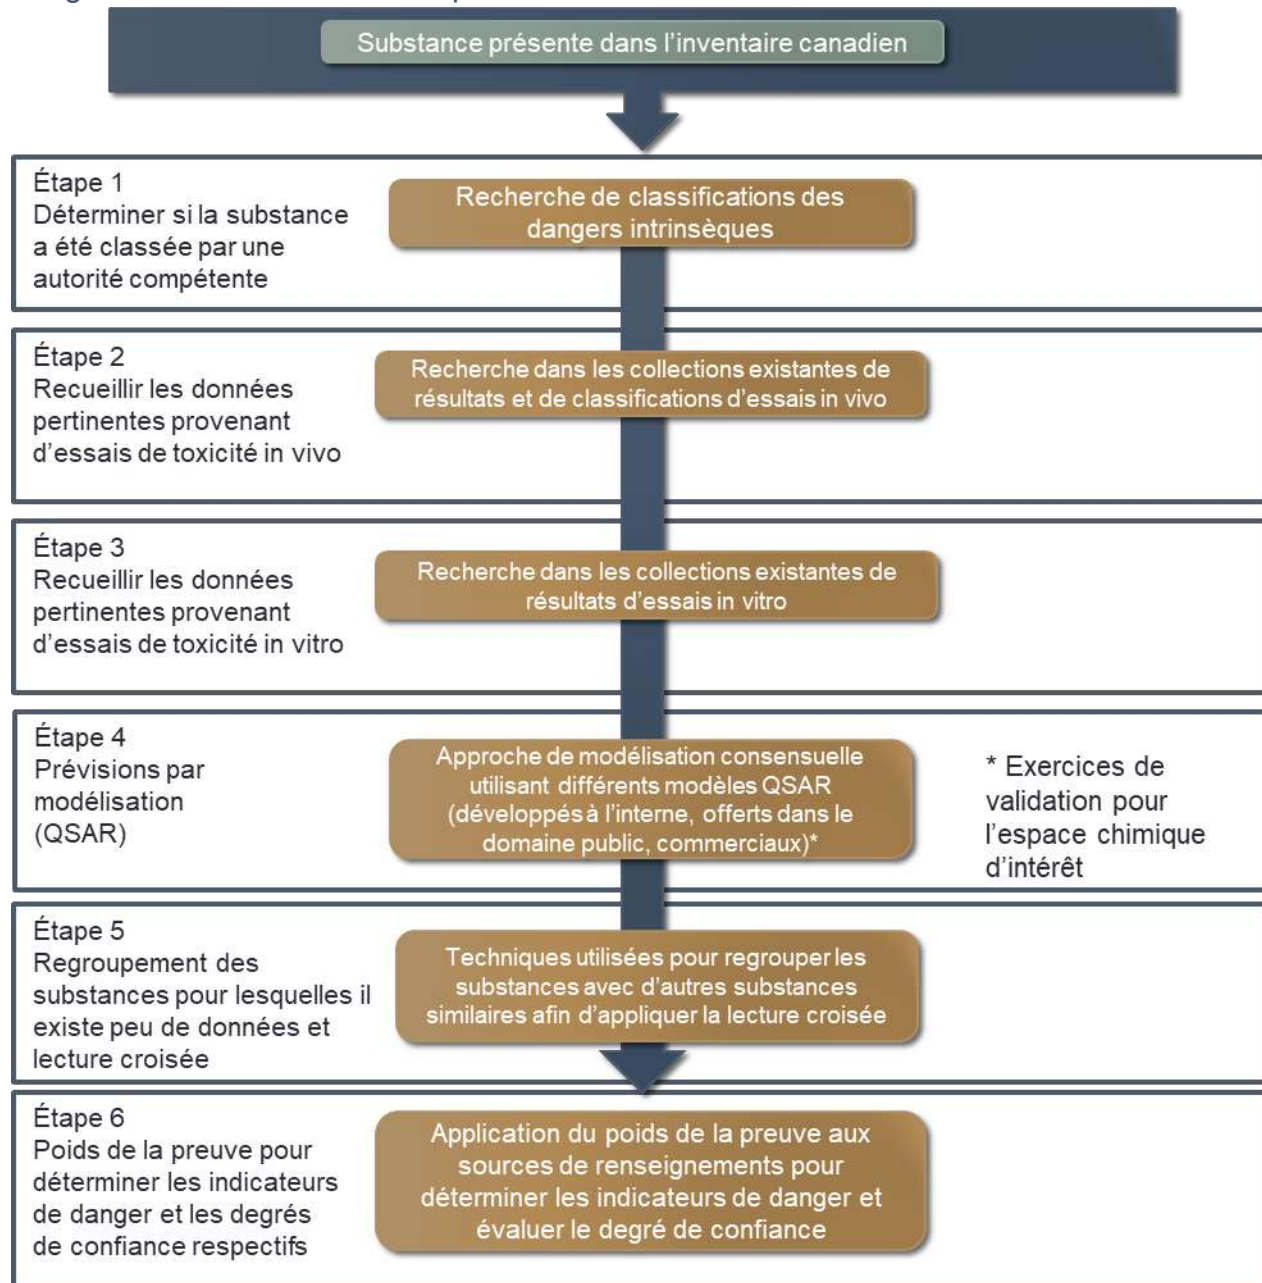 Substance présente dans l'inventaire canadien
Étape 1
Déterminer si la substance
a été classée par une
autorité compétente
Recherche de classifications des
dangers intrinsèques
Étape 2
Recueillir les données
pertinentes provenant
d'essais de toxicité in vivo
Recherche dans les collections existantes de
résultats et de classifications d'essais in vivo
Étape 3
Recueillir les données
pertinentes provenant
d'essais de toxicité in vitro
Recherche dans les collections existantes de
résultats d'essais in vitro
Étape 4
Prévisions par
modélisation
(QSAR)
Approche de modélisation consensuelle
utilisant différents modèles QSAR
(développés à l'interne, offerts dans le
domaine public, commerciaux)*
* Exercices de
validation pour
l'espace chimique
d'intérêt
Étape 5
Regroupement des
substances pour lesquelles il
existe peu de données et
lecture croisée
Techniques utilisées pour regrouper les
substances avec d'autres substances
similaires afin d'appliquer la lecture croisée
Étape 6
Poids de la preuve pour
déterminer les indicateurs
de danger et les degrés
de confiance respectifs
Application du poids de la preuve aux
sources de renseignements pour
déterminer les indicateurs de danger et
évaluer le degré de confiance